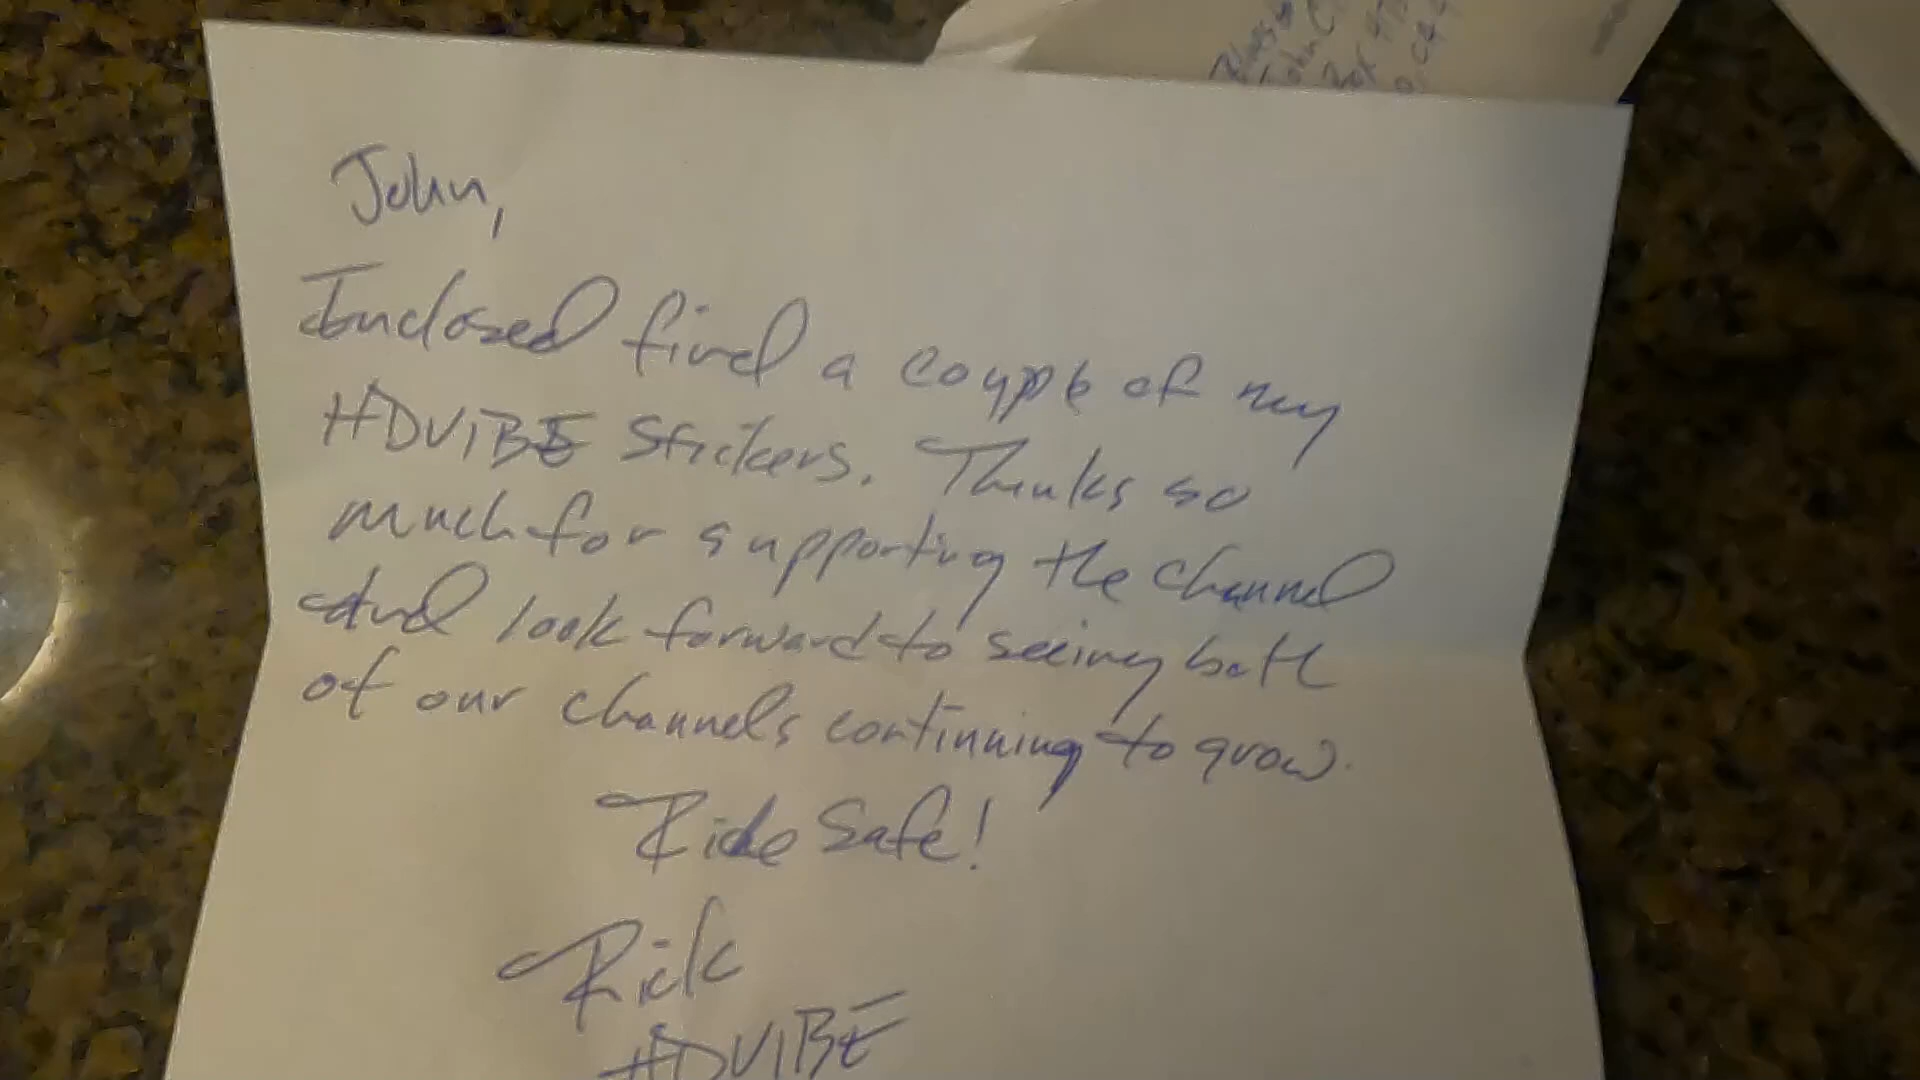 John,
Enclosed find a couple of my
HDVIBE Stickers. Thanks so
much for supporting the channel
And look forward to seeing both
of our channels continuing to grow.
Ride Safe!
Rick
HDVIBE